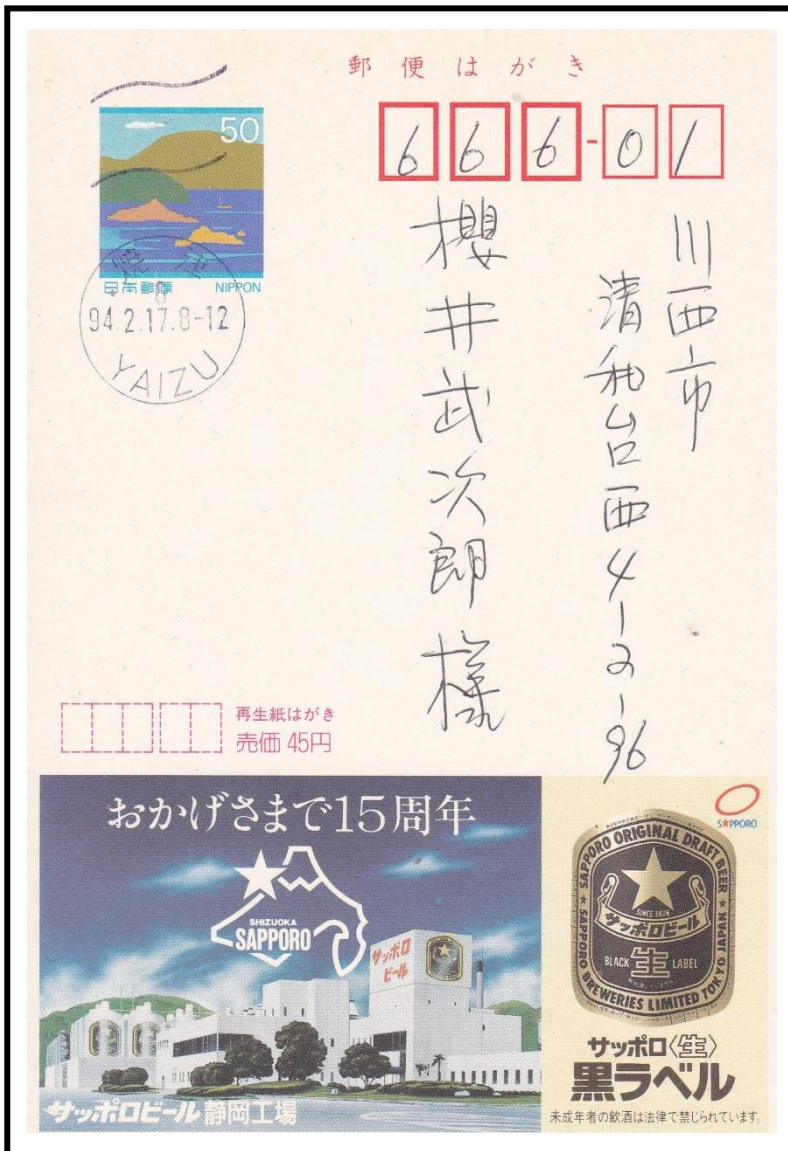 郵便はがき
50
666-01
日本郵便 NIPPON
焼津
94.2.17.8-12
YAIZU
川西市
清和台西4-2-96
櫻井武次郎様
再生紙はがき
売価 45円
おかげさまで15周年
SHIZUOKA
SAPPORO
サッポロ
ビール
サッポロビール 静岡工場
SAPPORO
SAPPORO ORIGINAL DRAFT BEER
SINCE 1876
サッポロビール
BLACK 生 LABEL
SAPPORO BREWERIES LIMITED TOKYO JAPAN
サッポロ〈生〉
黒ラベル
未成年者の飲酒は法律で禁じられています。